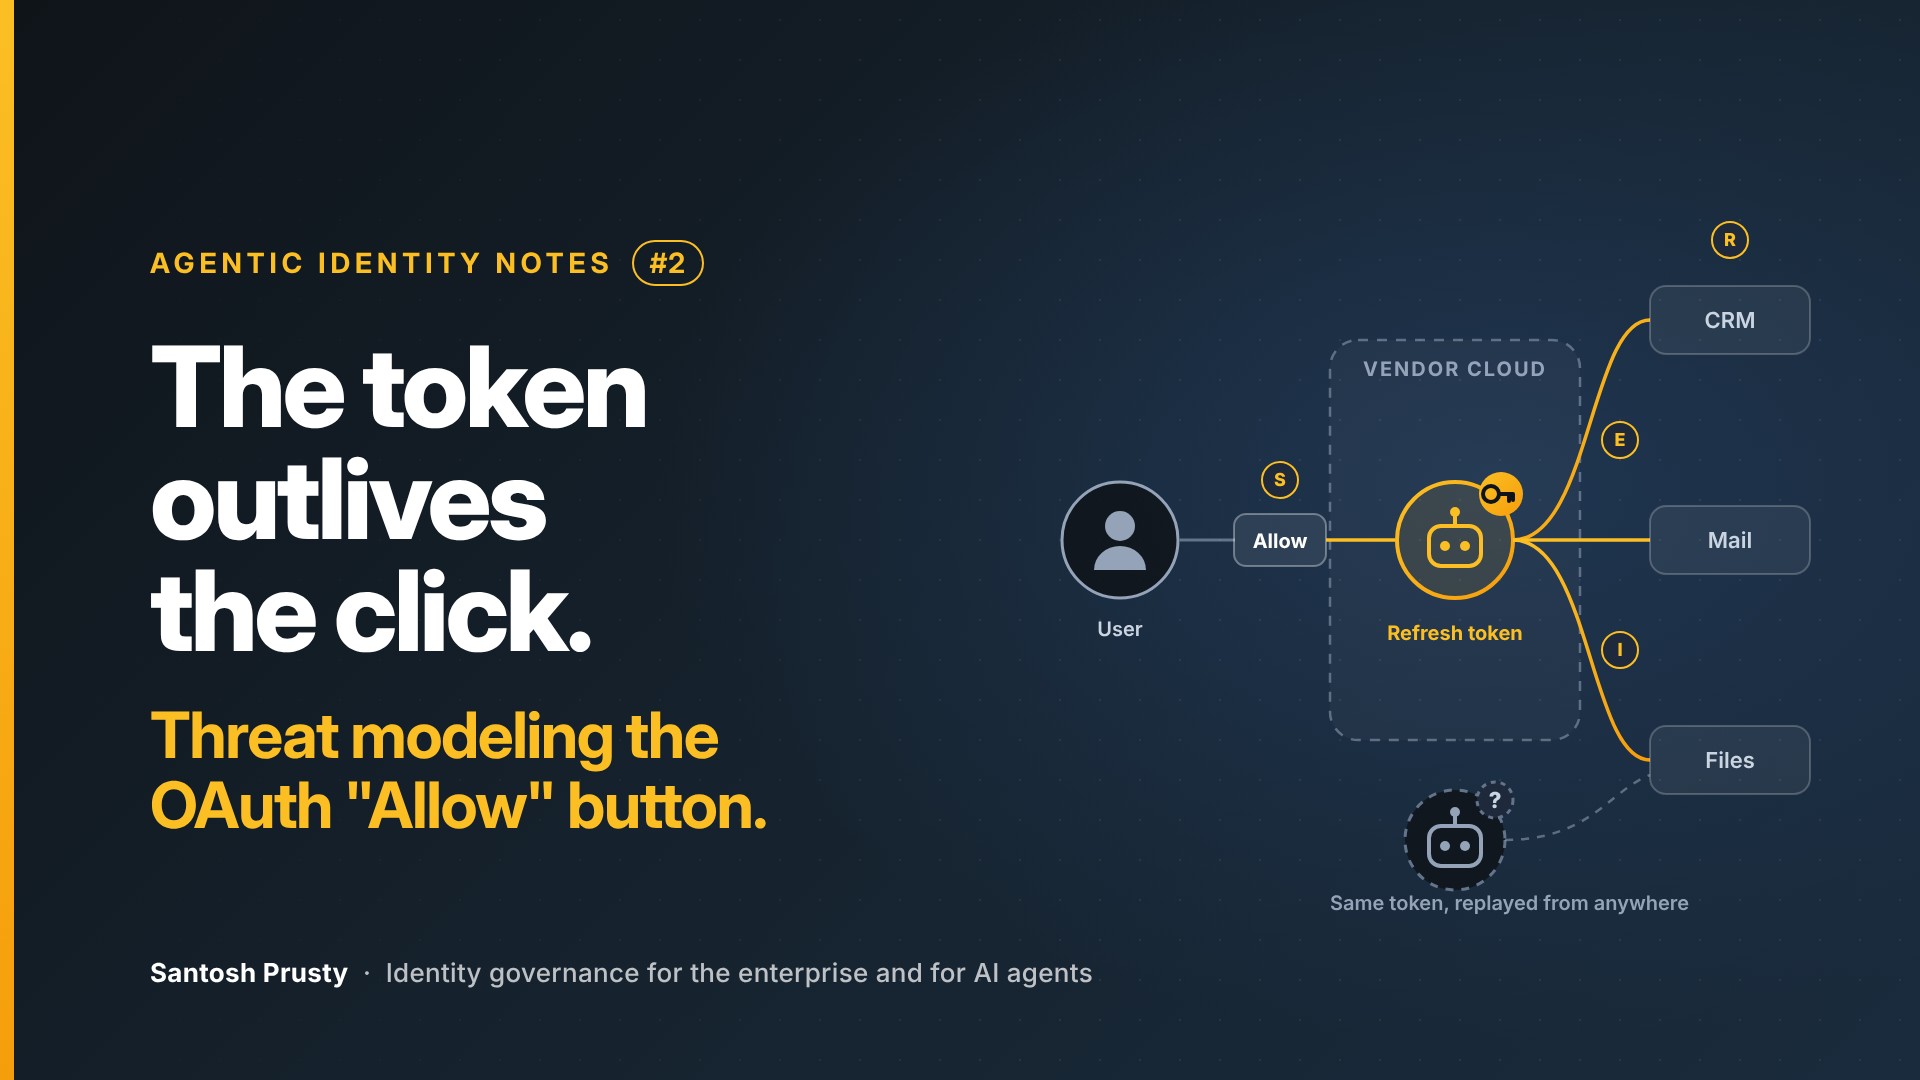 AGENTIC IDENTITY NOTES #2
The token
outlives
the click.
Threat modeling the
OAuth "Allow" button.
Santosh Prusty · Identity governance for the enterprise and for AI agents
User
S
Allow
VENDOR CLOUD
Refresh token
R
CRM
E
Mail
I
Files
?
Same token, replayed from anywhere